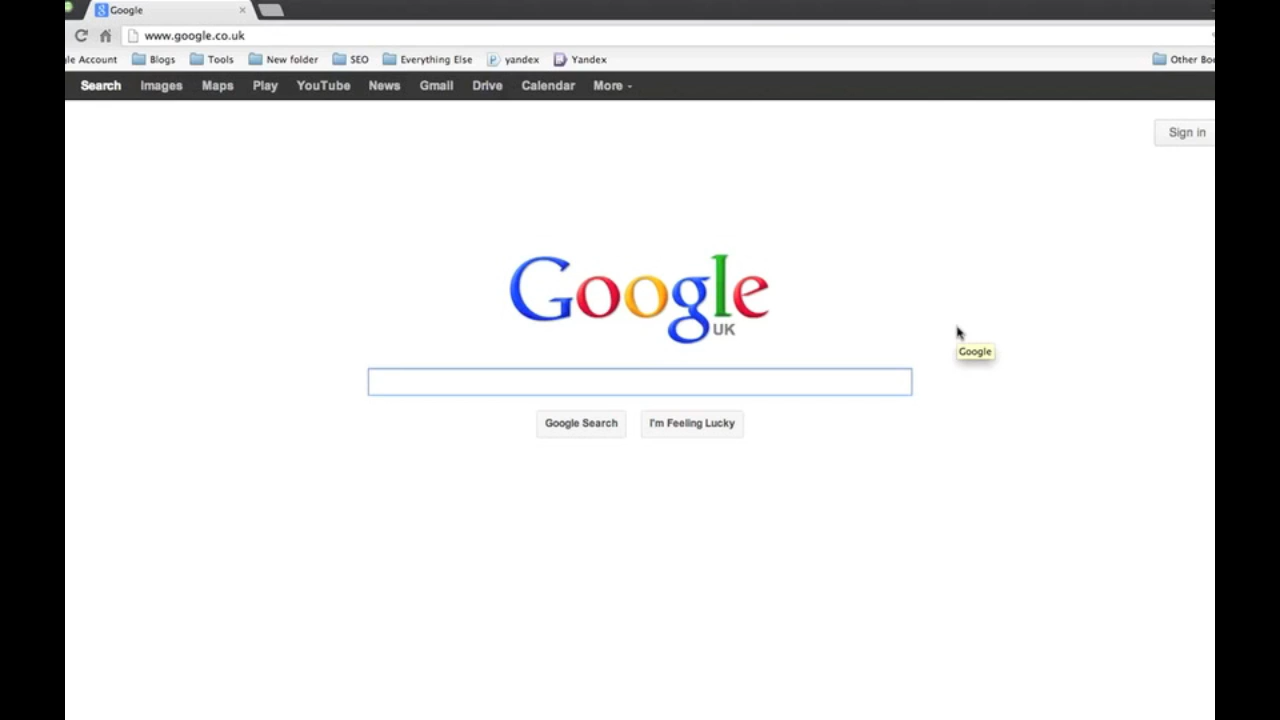 Google
www.google.co.uk
le Account Blogs Tools New folder SEO Everything Else yandex Yandex Other Boo
Search Images Maps Play YouTube News Gmail Drive Calendar More
Sign in
Google
UK
Google
Google Search I'm Feeling Lucky